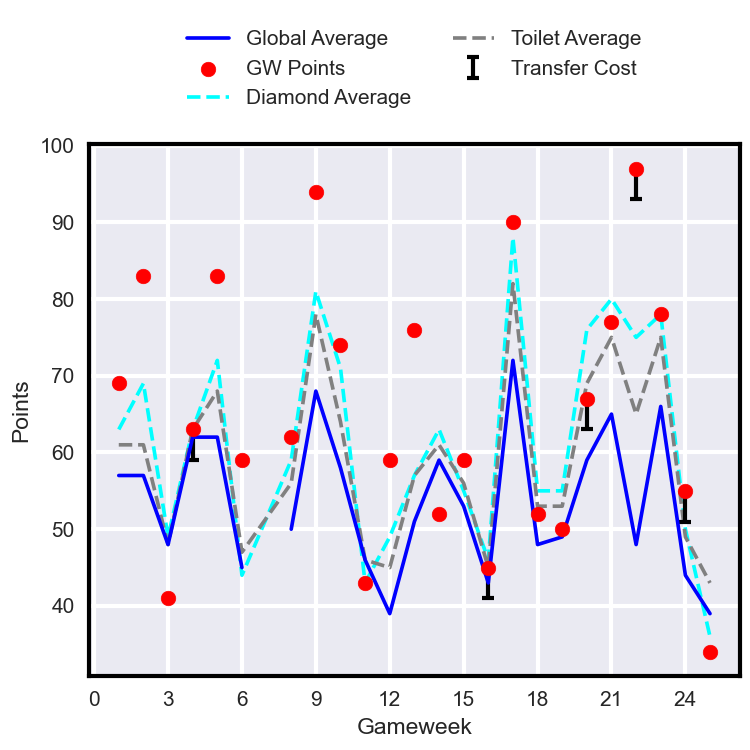 Global Average
GW Points
Diamond Average
Toilet Average
Transfer Cost
100
90
80
70
60
50
40
Points
0 3 6 9 12 15 18 21 24
Gameweek